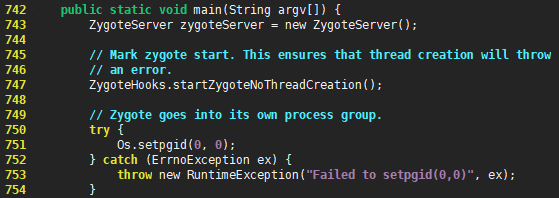 742     public static void main(String argv[]) {
743         ZygoteServer zygoteServer = new ZygoteServer();
744
745         // Mark zygote start. This ensures that thread creation will throw
746         // an error.
747         ZygoteHooks.startZygoteNoThreadCreation();
748
749         // Zygote goes into its own process group.
750         try {
751             Os.setpgid(0, 0);
752         } catch (ErrnoException ex) {
753             throw new RuntimeException("Failed to setpgid(0,0)", ex);
754         }